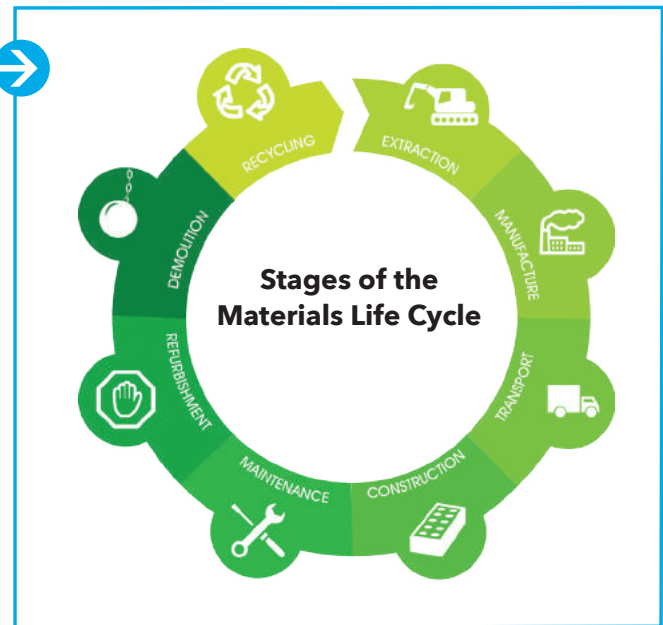 Stages of the
Materials Life Cycle
EXTRACTION
MANUFACTURE
TRANSPORT
CONSTRUCTION
MAINTENANCE
REFURBISHMENT
DEMOLITION
RECYCLING